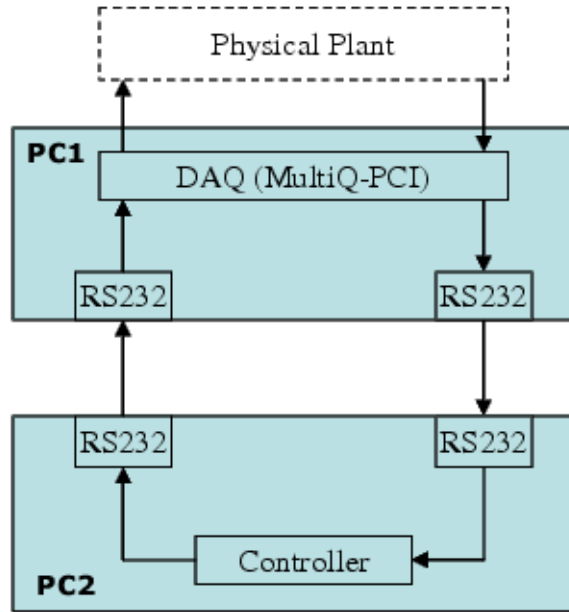 Physical Plant
PC1
DAQ (MultiQ-PCI)
RS232
RS232
RS232
RS232
Controller
PC2